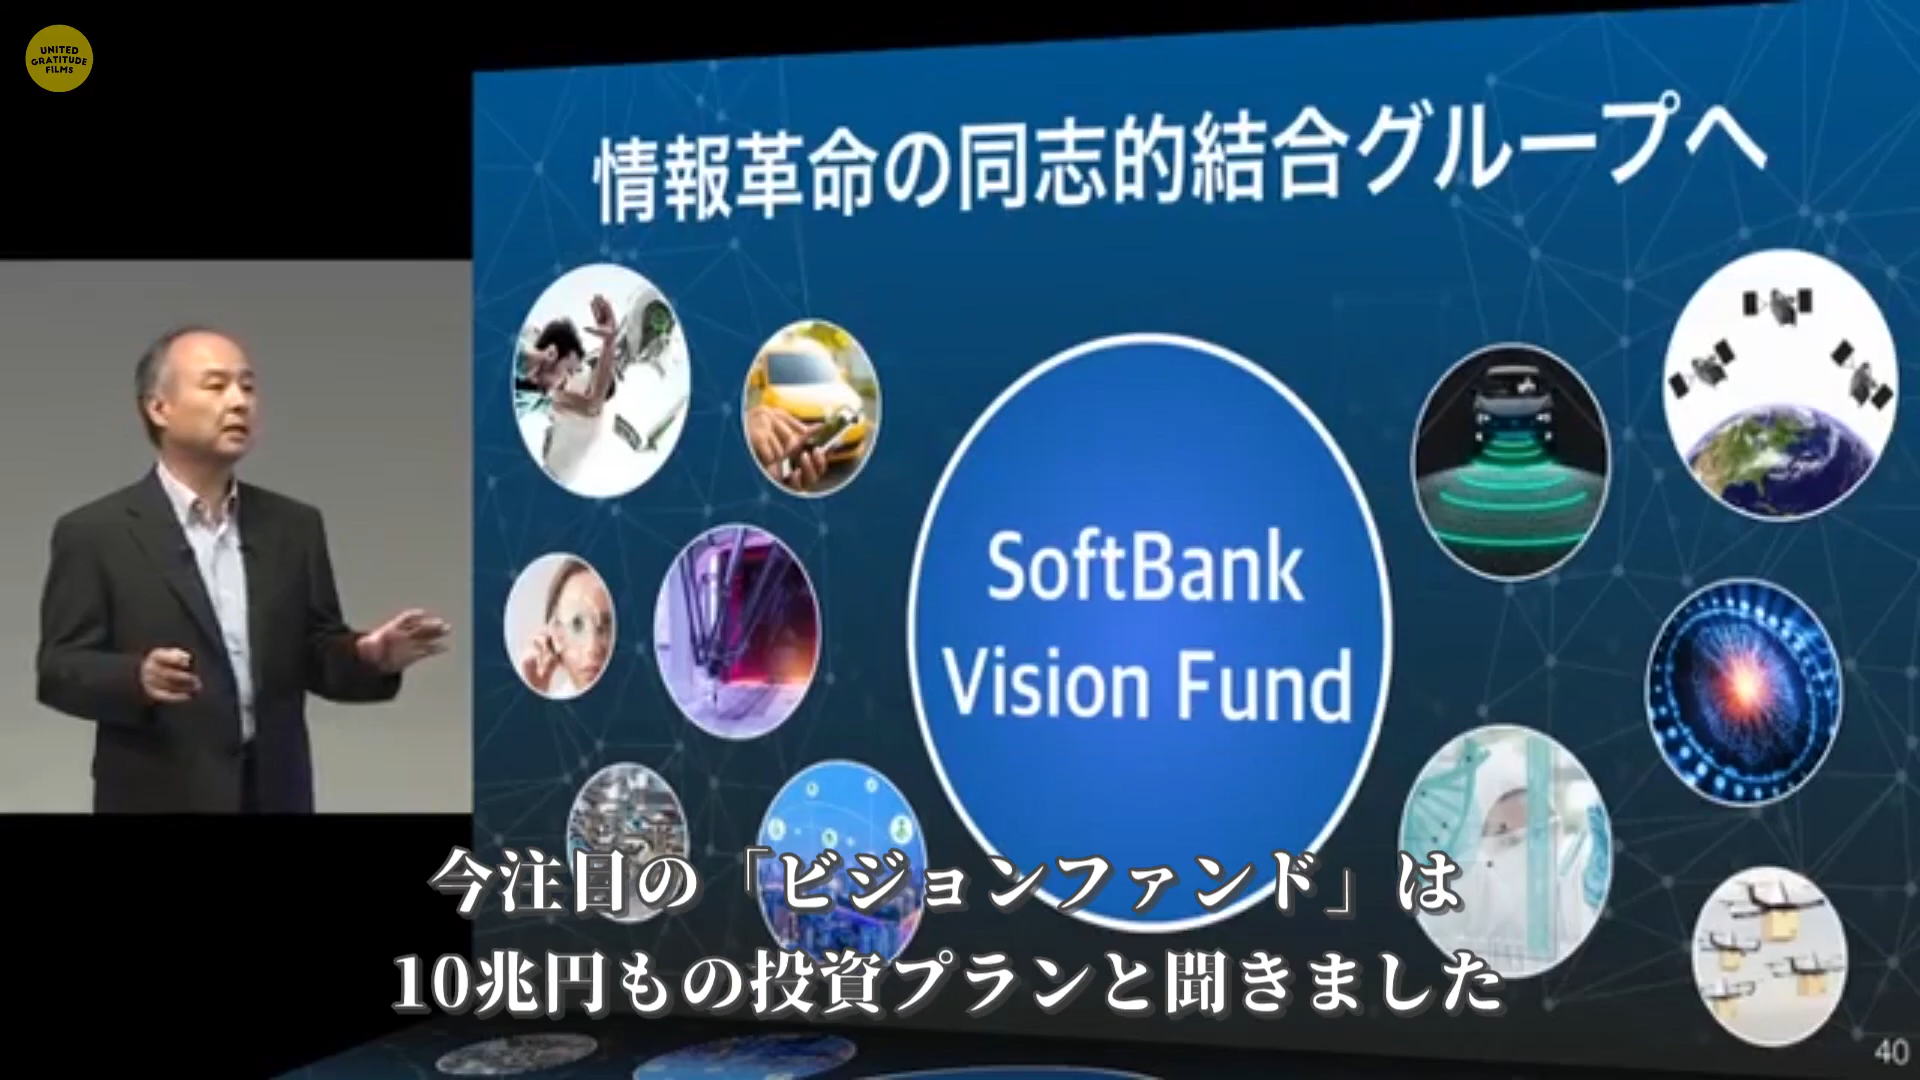 UNITED
GRATITUDE
FILMS
情報革命の同志的結合グループへ
SoftBank
Vision Fund
今注目の「ビジョンファンド」は
10兆円もの投資プランと聞きました
40